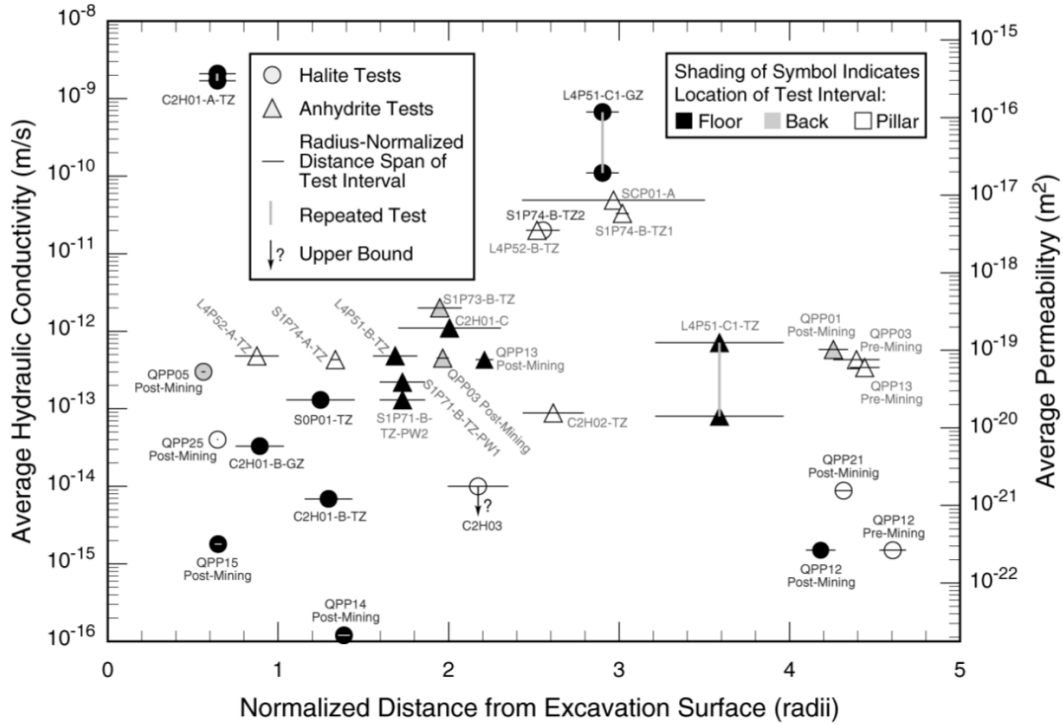 10⁻⁸
10⁻⁹
10⁻¹⁰
10⁻¹¹
10⁻¹²
10⁻¹³
10⁻¹⁴
10⁻¹⁵
10⁻¹⁶
Average Hydraulic Conductivity (m/s)
Halite Tests
Anhydrite Tests
Radius-Normalized
Distance Span of
Test Interval
Repeated Test
? Upper Bound
Shading of Symbol Indicates
Location of Test Interval:
Floor Back Pillar
C2H01-A-TZ
L4P51-C1-GZ
SCP01-A
S1P74-B-TZ2
S1P74-B-TZ1
L4P52-B-TZ
S1P73-B-TZ
C2H01-C
L4P52-A-TZ
S1P74-A-TZ
L4P51-B-TZ
QPP13
Post-Mining
L4P51-C1-TZ
QPP01
Post-Mining
QPP03
Pre-Mining
QPP13
Pre-Mining
QPP05
Post-Mining
S0P01-TZ
S1P71-B-
TZ-PW2
S1P71-B-TZ-PW1
QPP03 Post-Mining
C2H02-TZ
QPP25
Post-Mining
C2H01-B-GZ
C2H01-B-TZ
?
C2H03
QPP21
Post-Mininig
QPP12
Pre-Mining
QPP15
Post-Mining
QPP12
Post-Mining
QPP14
Post-Mining
10⁻¹⁵
10⁻¹⁶
10⁻¹⁷
10⁻¹⁸
10⁻¹⁹
10⁻²⁰
10⁻²¹
10⁻²²
Average Permeabilityy (m²)
0 1 2 3 4 5
Normalized Distance from Excavation Surface (radii)